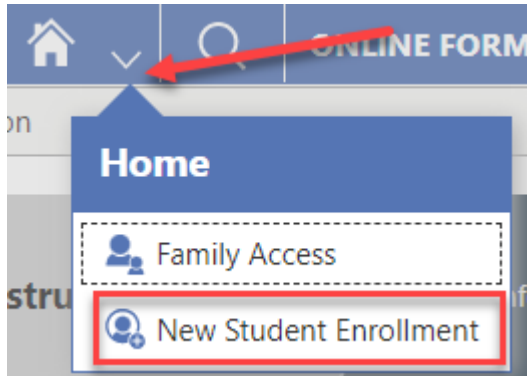 ONLINE FORM
on
Home
Family Access
stru
New Student Enrollment